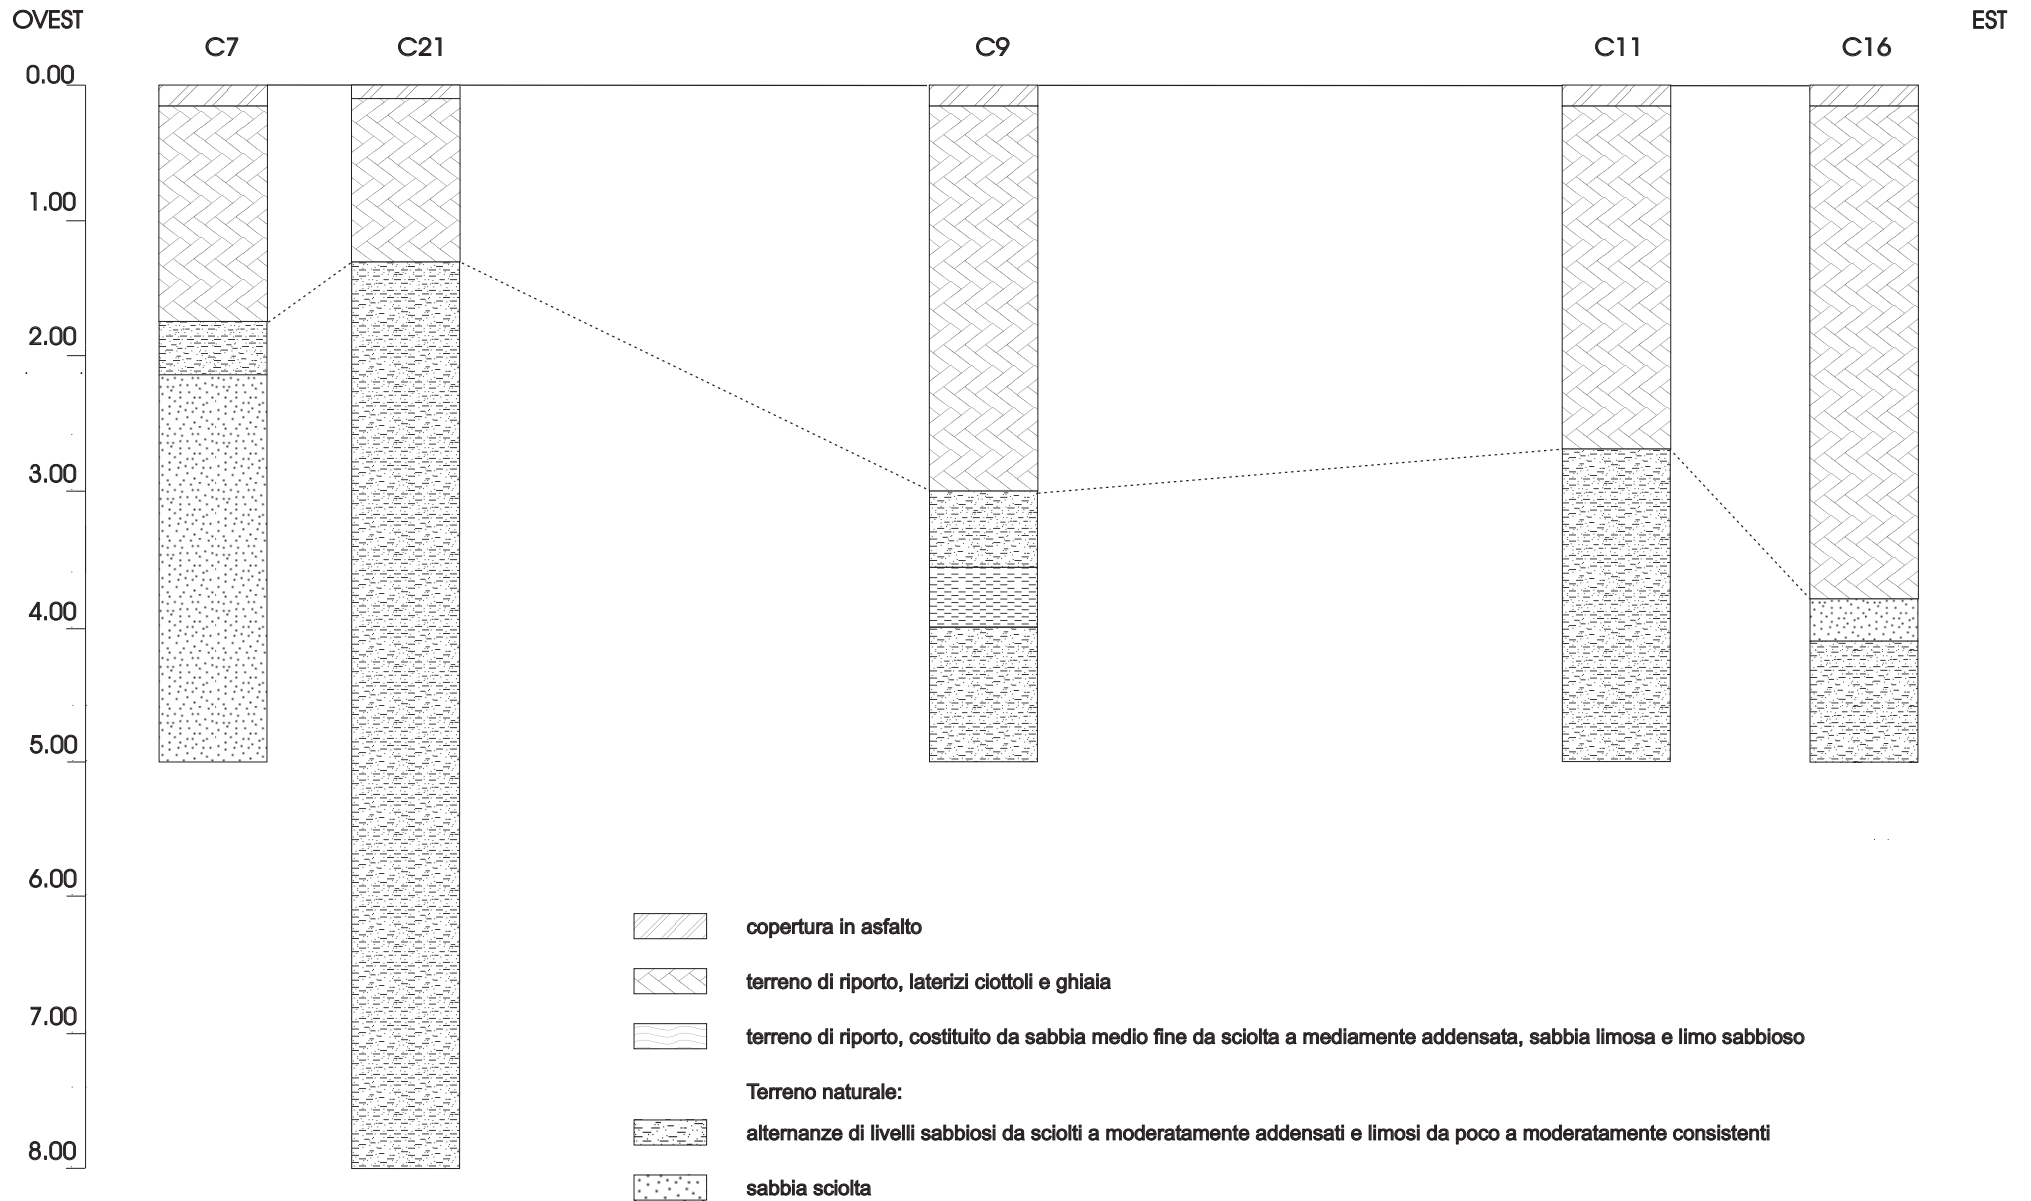 OVEST
EST
C7
C21
C9
C11
C16
0.00
1.00
2.00
3.00
4.00
5.00
6.00
7.00
8.00
copertura in asfalto
terreno di riporto, laterizi ciottoli e ghiaia
terreno di riporto, costituito da sabbia medio fine da sciolta a mediamente addensata, sabbia limosa e limo sabbioso
Terreno naturale:
alternanze di livelli sabbiosi da sciolti a moderatamente addensati e limosi da poco a moderatamente consistenti
sabbia sciolta